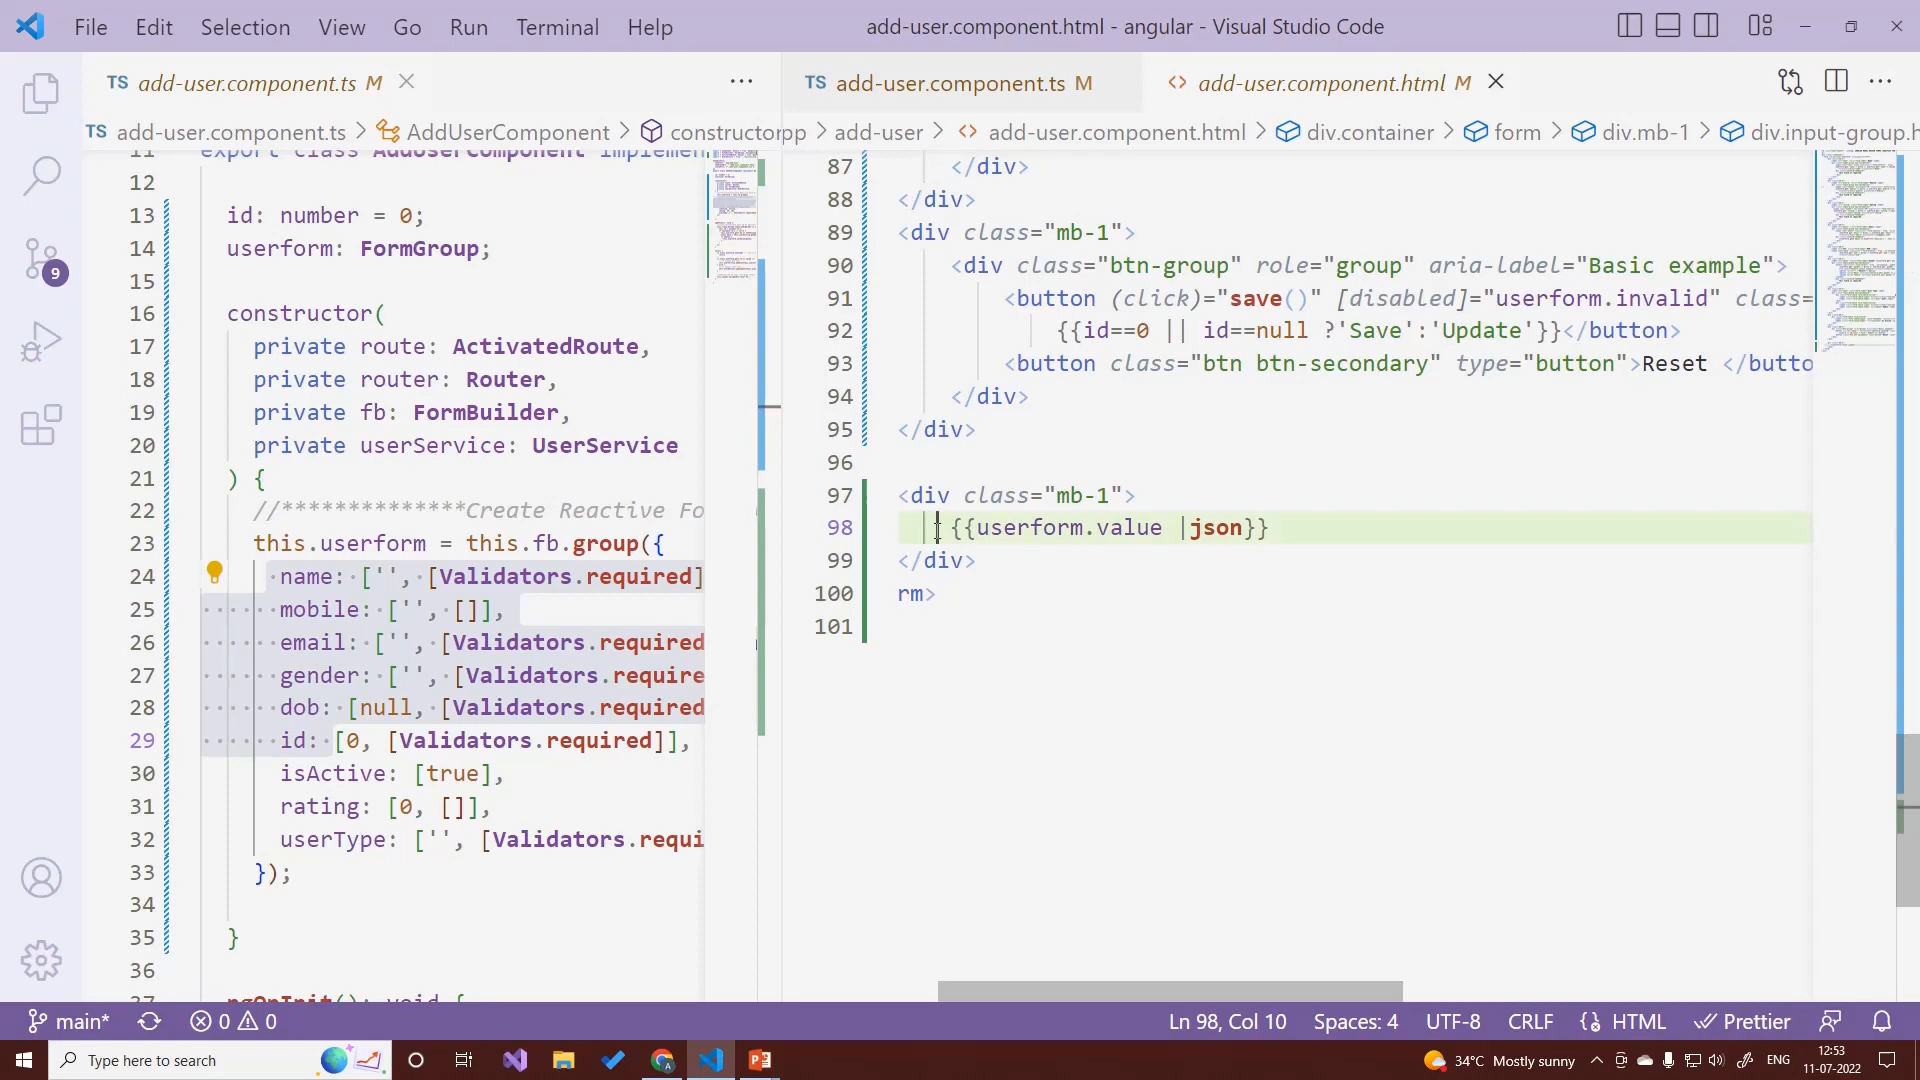 File Edit Selection View Go Run Terminal Help
add-user.component.html - angular - Visual Studio Code
TS add-user.component.ts M
TS add-user.component.ts M
<> add-user.component.html M
TS add-user.component.ts > AddUserComponent > constructor
pp > add-user > <> add-user.component.html > div.container > form > div.mb-1 > div.input-group.h
9
11 export class AddUserComponent implemen
12
13 id: number = 0;
14 userform: FormGroup;
15
16 constructor(
17 private route: ActivatedRoute,
18 private router: Router,
19 private fb: FormBuilder,
20 private userService: UserService
21 ) {
22 //**************Create Reactive Fo
23 this.userform = this.fb.group({
24 name: ['', [Validators.required]
25 mobile: ['', []],
26 email: ['', [Validators.required
27 gender: ['', [Validators.require
28 dob: [null, [Validators.required
29 id: [0, [Validators.required]],
30 isActive: [true],
31 rating: [0, []],
32 userType: ['', [Validators.requi
33 });
34
35 }
36
37 ngOnInit(): void {
87 </div>
88 </div>
89 <div class="mb-1">
90 <div class="btn-group" role="group" aria-label="Basic example">
91 <button (click)="save()" [disabled]="userform.invalid" class=
92 {{id==0 || id==null ?'Save':'Update'}}</button>
93 <button class="btn btn-secondary" type="button">Reset </butto
94 </div>
95 </div>
96
97 <div class="mb-1">
98 {{userform.value |json}}
99 </div>
100 rm>
101
main* 0 0
Ln 98, Col 10 Spaces: 4 UTF-8 CRLF {} HTML Prettier
Type here to search
34°C Mostly sunny ENG
12:53
11-07-2022